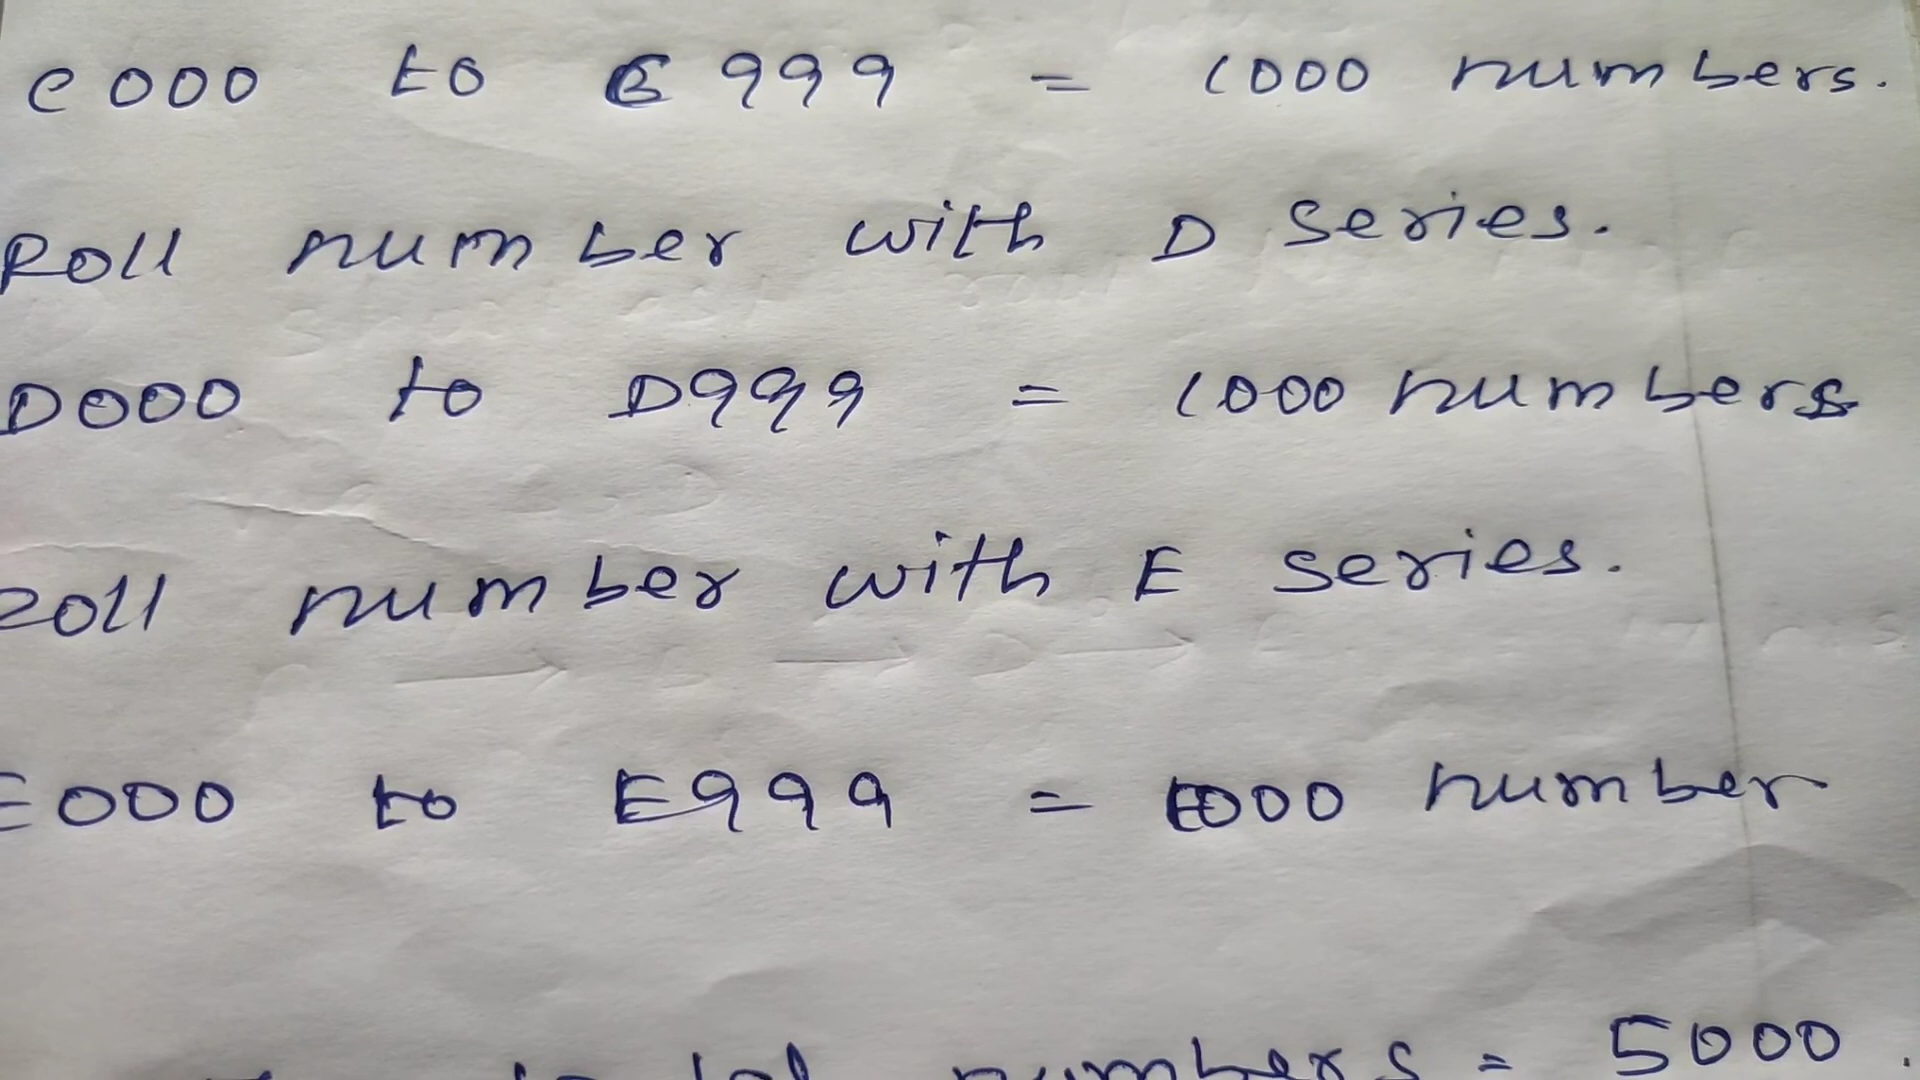 C000 to C999 = 1000 numbers.
Roll number with D series.
D000 to D999 = 1000 numbers
Roll number with E series.
E000 to E999 = 1000 number
numbers = 5000.